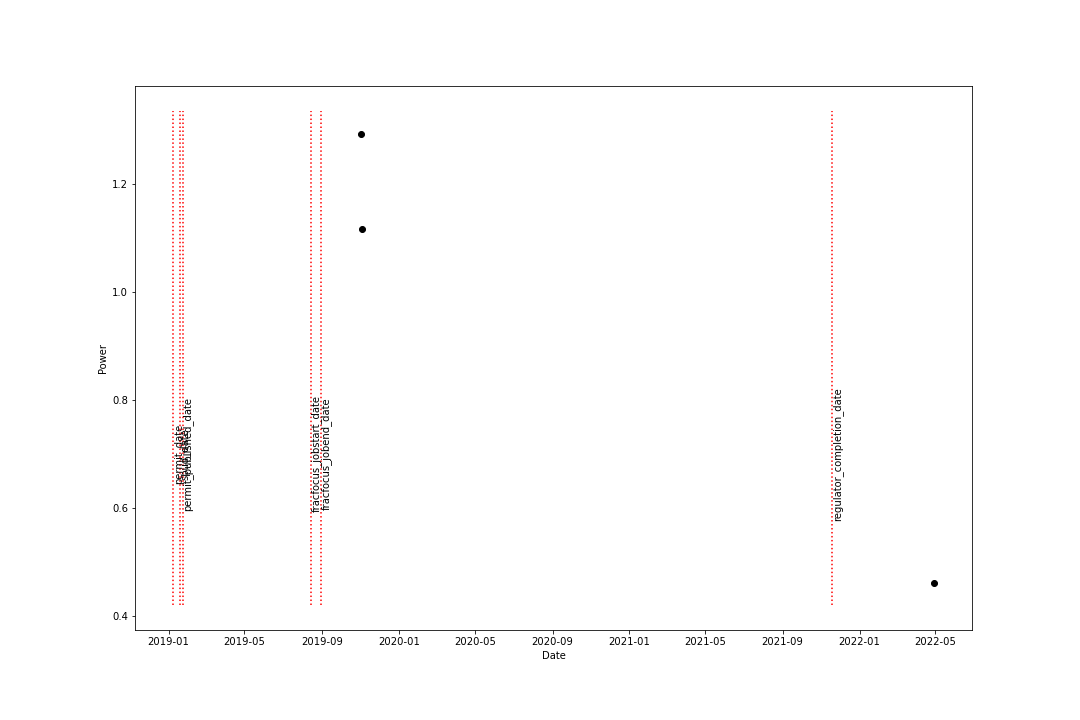 1.2
1.0
0.8
0.6
0.4
Power
permit_date
permit_published_date
fracfocus_jobstart_date
fracfocus_jobend_date
regulator_completion_date
2019-01 2019-05 2019-09 2020-01 2020-05 2020-09 2021-01 2021-05 2021-09 2022-01 2022-05
Date